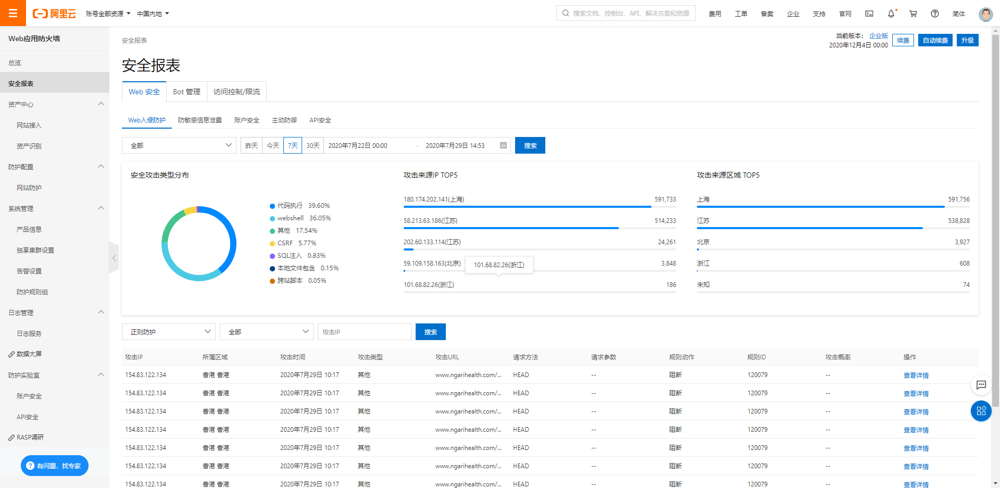 阿里云 账号全部资源 中国内地 搜索文档、控制台、API、解决方案和资源 费用 工单 备案 企业 支持 官网 简体
Web应用防火墙
总览
安全报表
资产中心
网站接入
资产识别
防护配置
网站防护
系统管理
产品信息
独享集群设置
告警设置
防护规则组
日志管理
日志服务
数据大屏
防护实验室
账户安全
API安全
RASP调研
有问题，找专家
安全报表
当前版本： 企业版
2020年12月4日 00:00
续费 自动续费 升级
安全报表
Web 安全 Bot 管理 访问控制/限流
Web入侵防护 防敏感信息泄露 账户安全 主动防御 API安全
全部 昨天 今天 7天 30天 2020年7月22日 00:00 - 2020年7月29日 14:53 搜索
安全攻击类型分布
代码执行 39.60%
webshell 36.05%
其他 17.54%
CSRF 5.77%
SQL注入 0.83%
本地文件包含 0.15%
跨站脚本 0.05%
攻击来源IP TOP5
180.174.202.141(上海) 591,733
58.213.63.186(江苏) 514,233
202.60.133.114(江苏) 24,261
59.109.158.163(北京) 3,848
101.68.82.26(浙江)
101.68.82.26(浙江) 186
攻击来源区域 TOP5
上海 591,756
江苏 538,828
北京 3,927
浙江 608
未知 74
正则防护 全部 攻击IP 搜索
攻击IP 所属区域 攻击时间 攻击类型 攻击URL 请求方法 请求参数 规则动作 规则ID 攻击概率 操作
154.83.122.134 香港 香港 2020年7月29日 10:17 其他 www.ngarihealth.com/... HEAD -- 阻断 120079 -- 查看详情
154.83.122.134 香港 香港 2020年7月29日 10:17 其他 www.ngarihealth.com/... HEAD -- 阻断 120079 -- 查看详情
154.83.122.134 香港 香港 2020年7月29日 10:17 其他 www.ngarihealth.com/... HEAD -- 阻断 120079 -- 查看详情
154.83.122.134 香港 香港 2020年7月29日 10:17 其他 www.ngarihealth.com/... HEAD -- 阻断 120079 -- 查看详情
154.83.122.134 香港 香港 2020年7月29日 10:17 其他 www.ngarihealth.com/... HEAD -- 阻断 120079 -- 查看详情
154.83.122.134 香港 香港 2020年7月29日 10:17 其他 www.ngarihealth.com/... HEAD -- 阻断 120079 -- 查看详情
154.83.122.134 香港 香港 2020年7月29日 10:17 其他 www.ngarihealth.com/... HEAD -- 阻断 120079 -- 查看详情